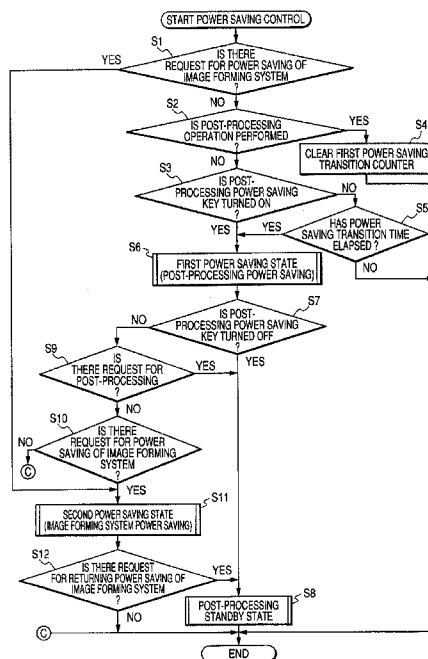 START POWER SAVING CONTROL
S1
YES
IS THERE
REQUEST FOR POWER SAVING OF
IMAGE FORMING SYSTEM
?
NO
S2
IS POST-PROCESSING
OPERATION PERFORMED
?
YES
S4
CLEAR FIRST POWER SAVING
TRANSITION COUNTER
NO
S3
IS POST-
PROCESSING POWER SAVING
KEY TURNED ON
?
NO
YES
S5
HAS POWER
SAVING TRANSITION TIME
ELAPSED ?
YES
NO
S6
FIRST POWER SAVING STATE
(POST-PROCESSING POWER SAVING)
S7
IS POST-
PROCESSING POWER SAVING
KEY TURNED OFF
?
NO
YES
S9
IS
THERE REQUEST FOR
POST-PROCESSING
?
YES
NO
S10
IS THERE
REQUEST FOR POWER
SAVING OF IMAGE FORMING
SYSTEM
?
NO
C
YES
S11
SECOND POWER SAVING STATE
(IMAGE FORMING SYSTEM POWER SAVING)
S12
IS THERE REQUEST
FOR RETURNING POWER SAVING OF
IMAGE FORMING SYSTEM
?
YES
NO
S8
POST-PROCESSING
STANDBY STATE
C
END